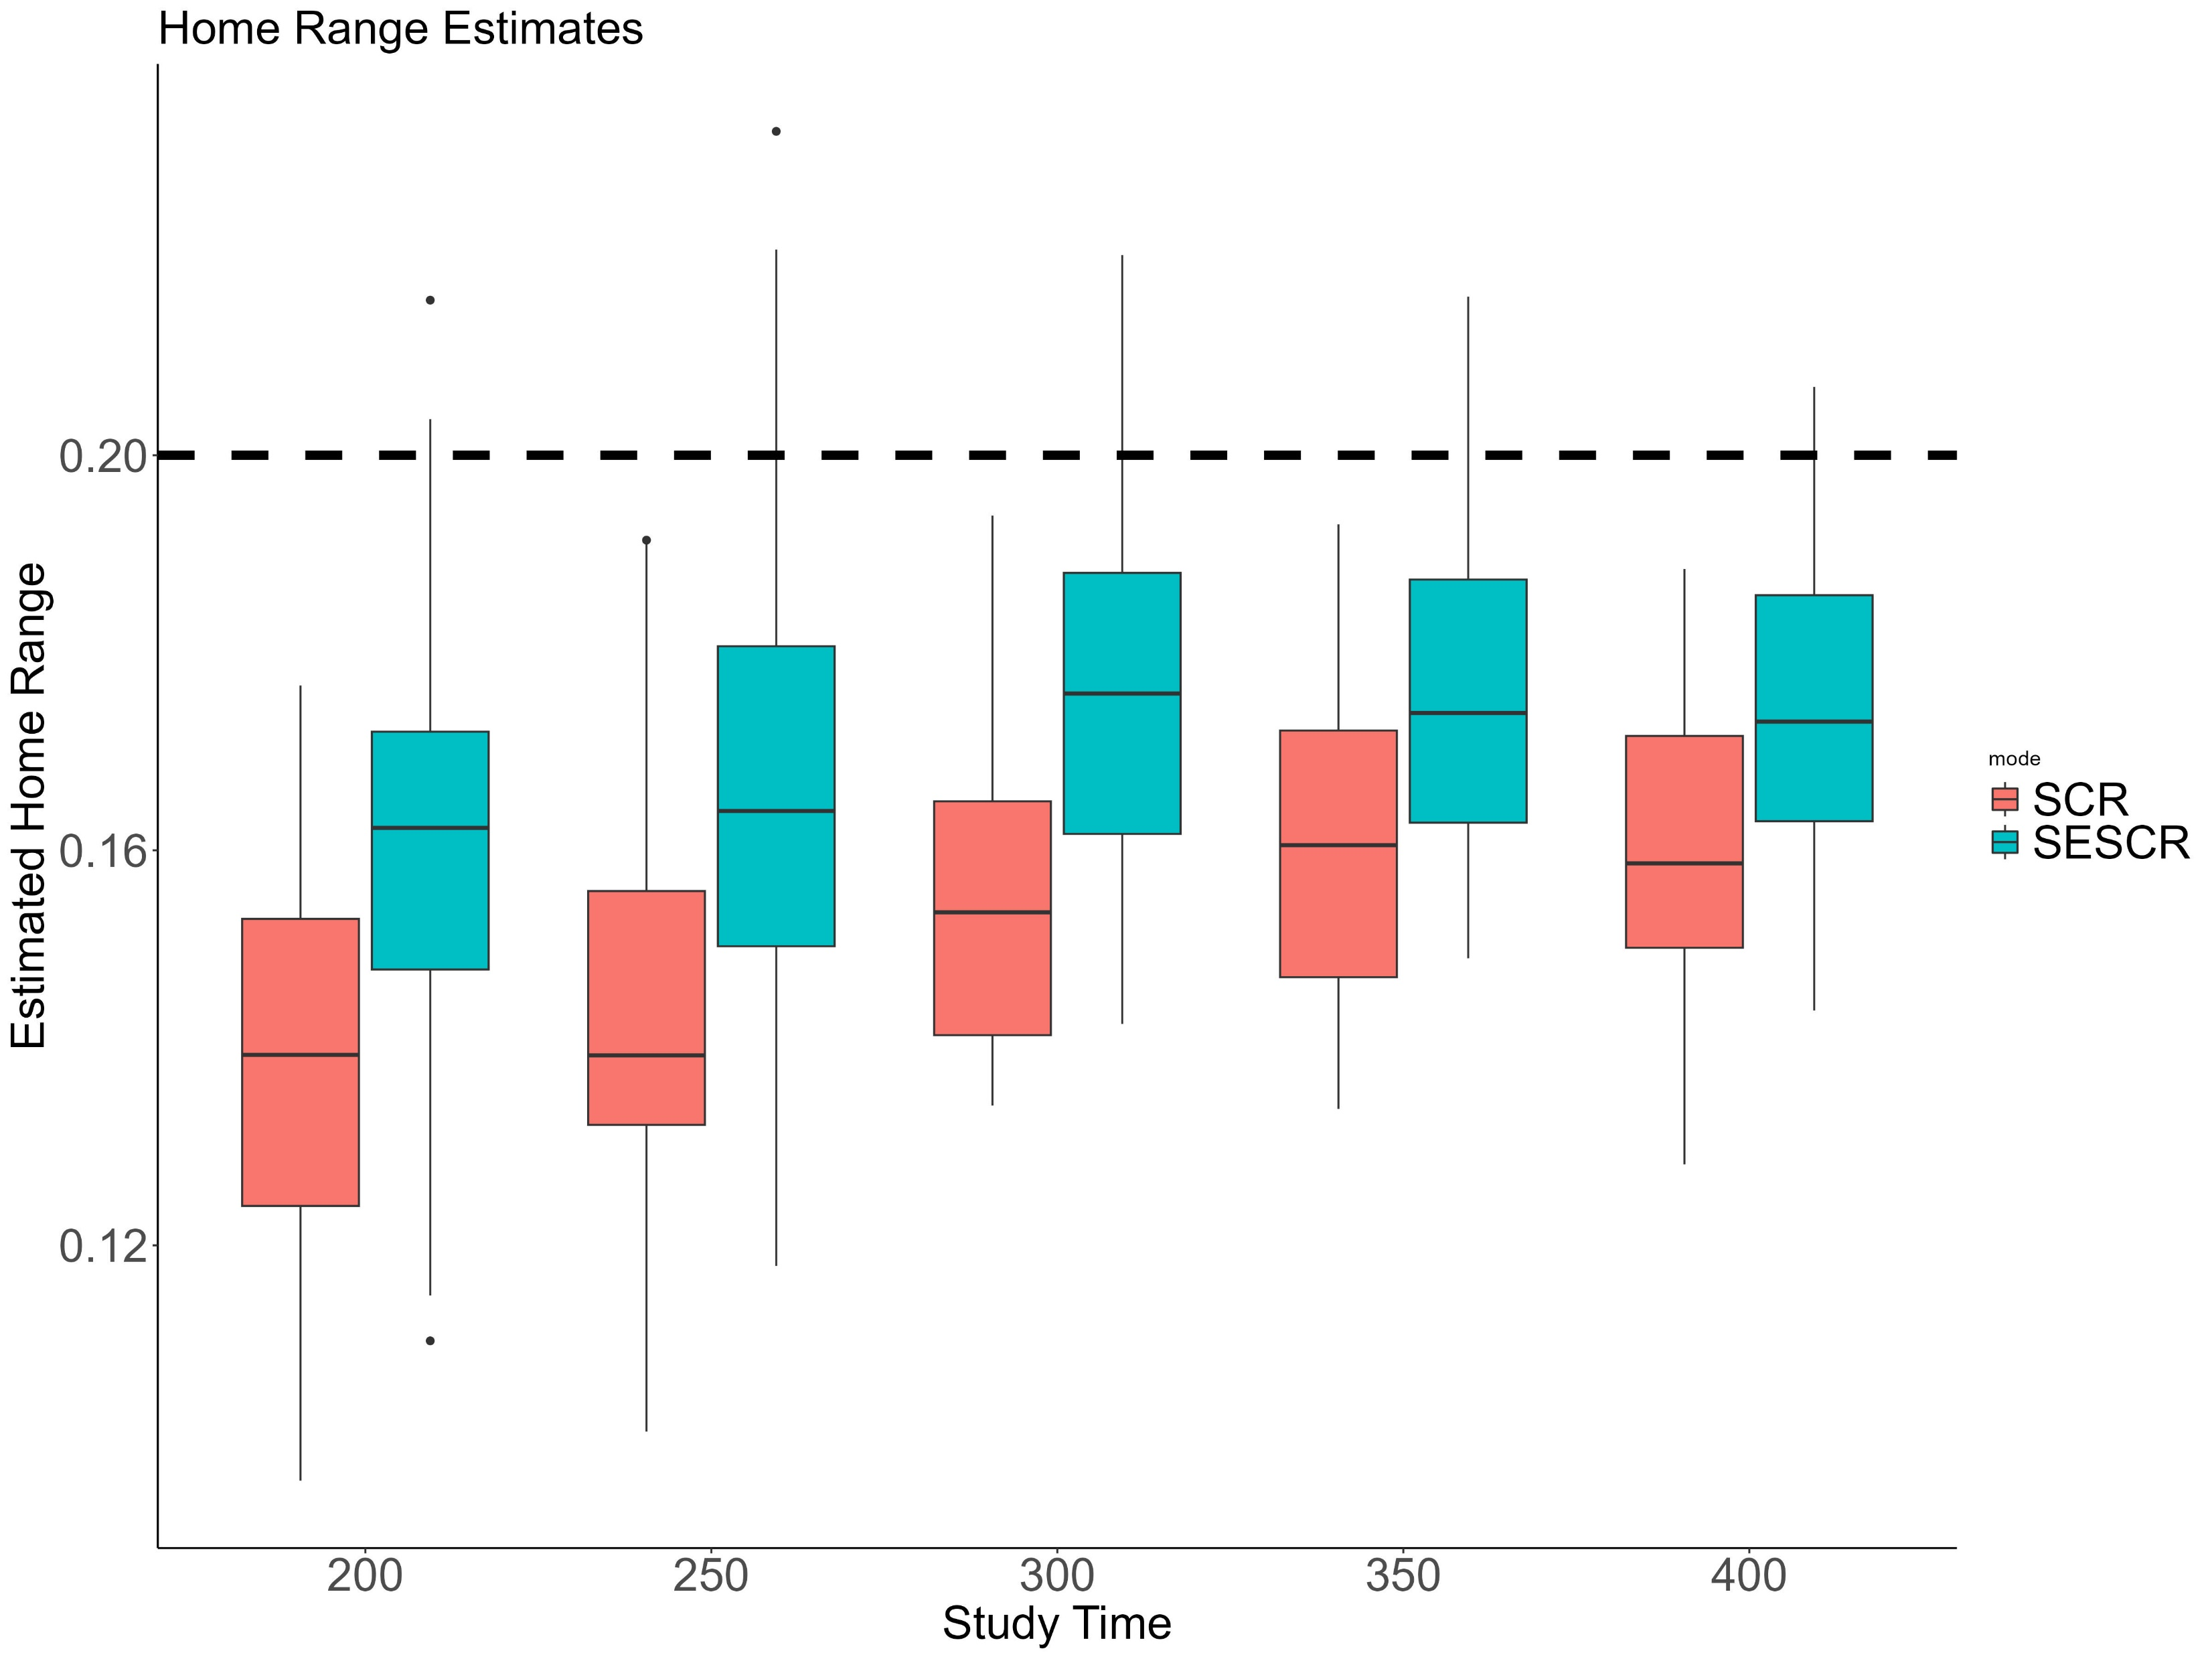 Home Range Estimates
Estimated Home Range
0.20
0.16
0.12
200 250 300 350 400
Study Time
mode
SCR
SESCR